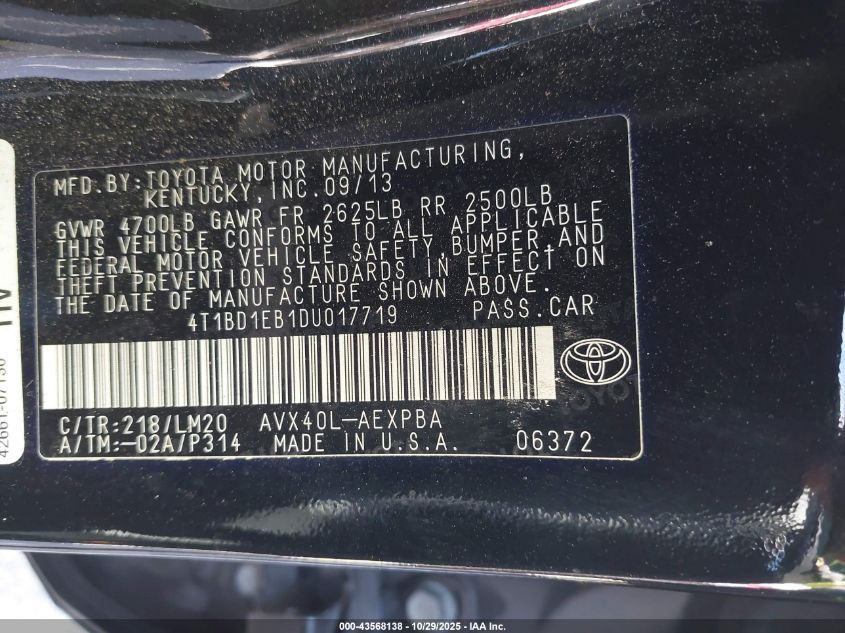 MFD.BY:TOYOTA MOTOR MANUFACTURING,
KENTUCKY, INC.09/13
GVWR 4700LB GAWR FR 2625LB RR 2500LB
THIS VEHICLE CONFORMS TO ALL APPLICABLE
FEDERAL MOTOR VEHICLE SAFETY,BUMPER,AND
THEFT PREVENTION STANDARDS IN EFFECT ON
THE DATE OF MANUFACTURE SHOWN ABOVE.
4T1BD1EB1DU017719 PASS.CAR
C/TR:218/LM20 AVX40L-AEXPBA
A/TM:-02A/P314 MADE IN U.S.A. 06372
42661-07150
000-43568138 - 10/29/2025 - IAA Inc.